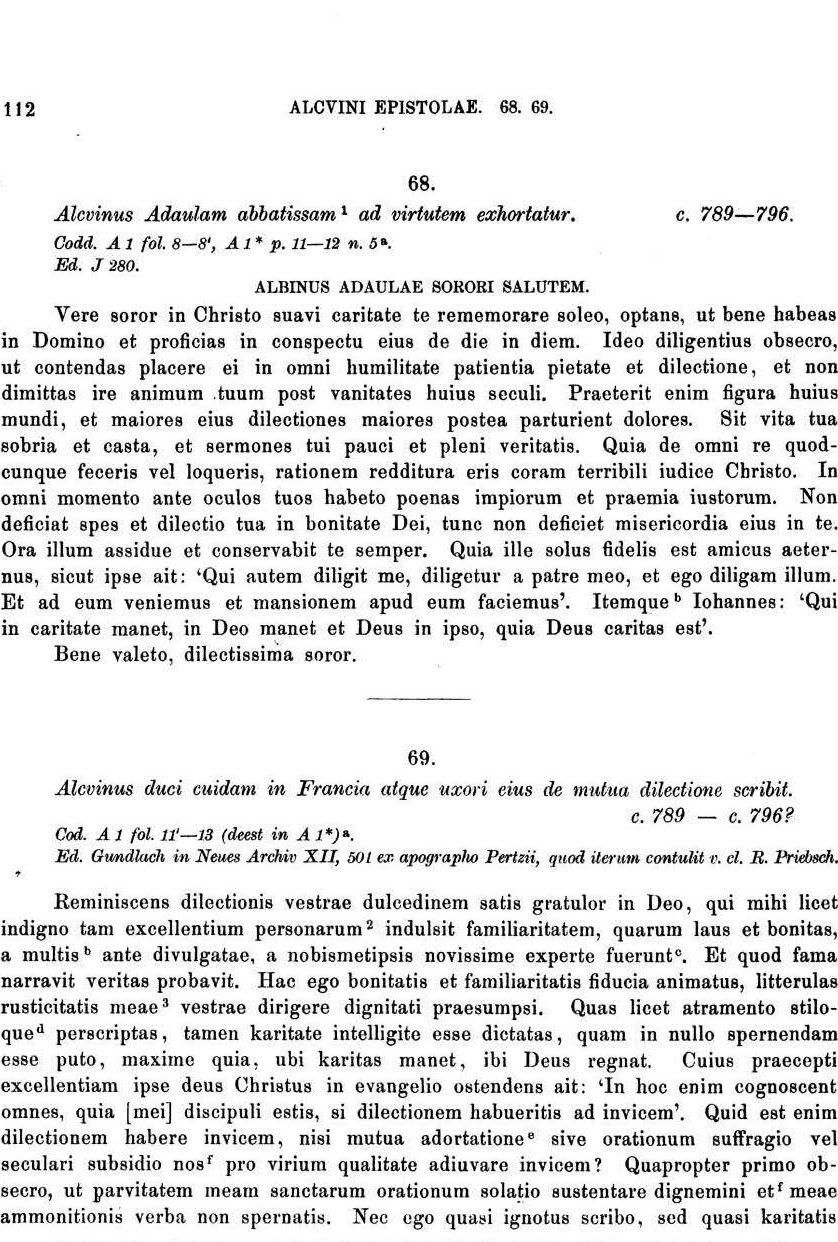 112 ALCVINI EPISTOLAE. 68. 69.
68.
Alcvinus Adaulam abbatissam ¹ ad virtutem exhortatur. c. 789—796.
Codd. A 1 fol. 8—8', A 1* p. 11—12 n. 5ᵃ.
Ed. J 280.
ALBINUS ADAULAE SORORI SALUTEM.
Vere soror in Christo suavi caritate te rememorare soleo, optans, ut bene habeas
in Domino et proficias in conspectu eius de die in diem. Ideo diligentius obsecro,
ut contendas placere ei in omni humilitate patientia pietate et dilectione, et non
dimittas ire animum tuum post vanitates huius seculi. Praeterit enim figura huius
mundi, et maiores eius dilectiones maiores postea parturient dolores. Sit vita tua
sobria et casta, et sermones tui pauci et pleni veritatis. Quia de omni re quod-
cunque feceris vel loqueris, rationem redditura eris coram terribili iudice Christo. In
omni momento ante oculos tuos habeto poenas impiorum et praemia iustorum. Non
deficiat spes et dilectio tua in bonitate Dei, tunc non deficiet misericordia eius in te.
Ora illum assidue et conservabit te semper. Quia ille solus fidelis est amicus aeter-
nus, sicut ipse ait: ‘Qui autem diligit me, diligetur a patre meo, et ego diligam illum.
Et ad eum veniemus et mansionem apud eum faciemus’. Itemque ᵇ Iohannes: ‘Qui
in caritate manet, in Deo manet et Deus in ipso, quia Deus caritas est’.
Bene valeto, dilectissima soror.
69.
Alcvinus duci cuidam in Francia atque uxori eius de mutua dilectione scribit.
c. 789 — c. 796?
Cod. A 1 fol. 11'—13 (deest in A 1*)ᵃ.
Ed. Gundlach in Neues Archiv XII, 501 ex apographo Pertzii, quod iterum contulit v. cl. R. Priebsch.
Reminiscens dilectionis vestrae dulcedinem satis gratulor in Deo, qui mihi licet
indigno tam excellentium personarum ² indulsit familiaritatem, quarum laus et bonitas,
a multis ᵇ ante divulgatae, a nobismetipsis novissime experte fuerunt ᶜ. Et quod fama
narravit veritas probavit. Hac ego bonitatis et familiaritatis fiducia animatus, litterulas
rusticitatis meae ³ vestrae dirigere dignitati praesumpsi. Quas licet atramento stilo-
que ᵈ perscriptas, tamen karitate intelligite esse dictatas, quam in nullo spernendam
esse puto, maxime quia, ubi karitas manet, ibi Deus regnat. Cuius praecepti
excellentiam ipse deus Christus in evangelio ostendens ait: ‘In hoc enim cognoscent
omnes, quia [mei] discipuli estis, si dilectionem habueritis ad invicem’. Quid est enim
dilectionem habere invicem, nisi mutua adortatione ᵉ sive orationum suffragio vel
seculari subsidio nos ᶠ pro virium qualitate adiuvare invicem? Quapropter primo ob-
secro, ut parvitatem meam sanctarum orationum solatio sustentare dignemini et ᶠ meae
ammonitionis verba non spernatis. Nec ego quasi ignotus scribo, sed quasi karitatis